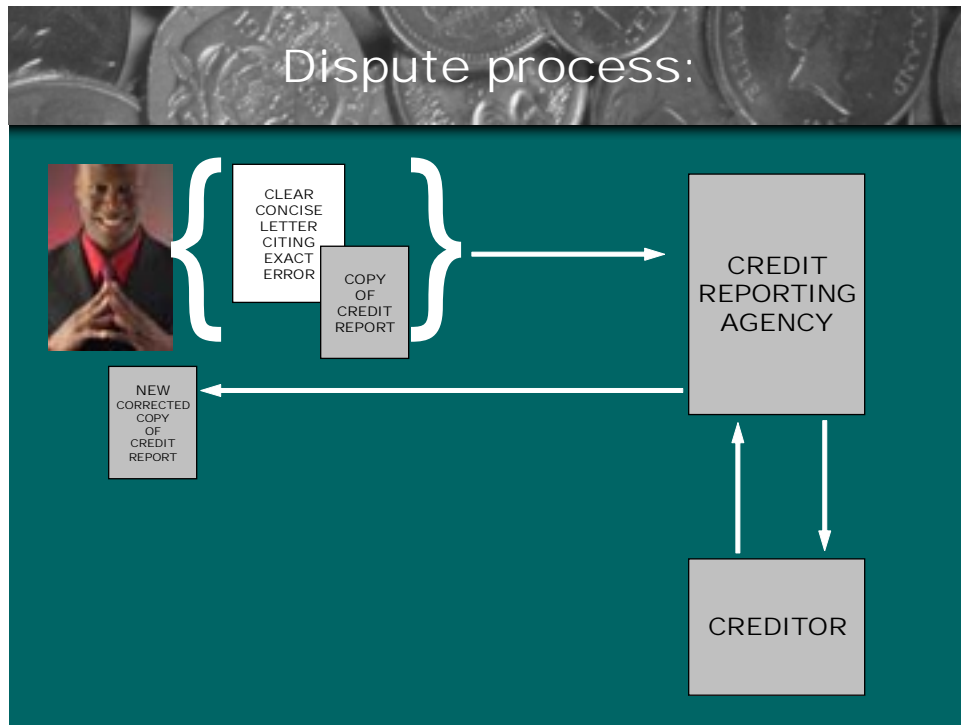 Dispute process:
CLEAR
CONCISE
LETTER
CITING
EXACT
ERROR
COPY
OF
CREDIT
REPORT
CREDIT
REPORTING
AGENCY
NEW
CORRECTED
COPY
OF
CREDIT
REPORT
CREDITOR